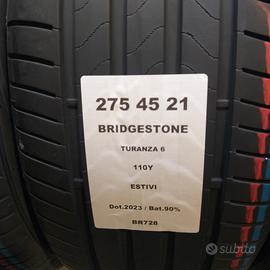 275 45 21
BRIDGESTONE
TURANZA 6
110Y
ESTIVI
Dot.2023 / Bat.90%
BR728
subito